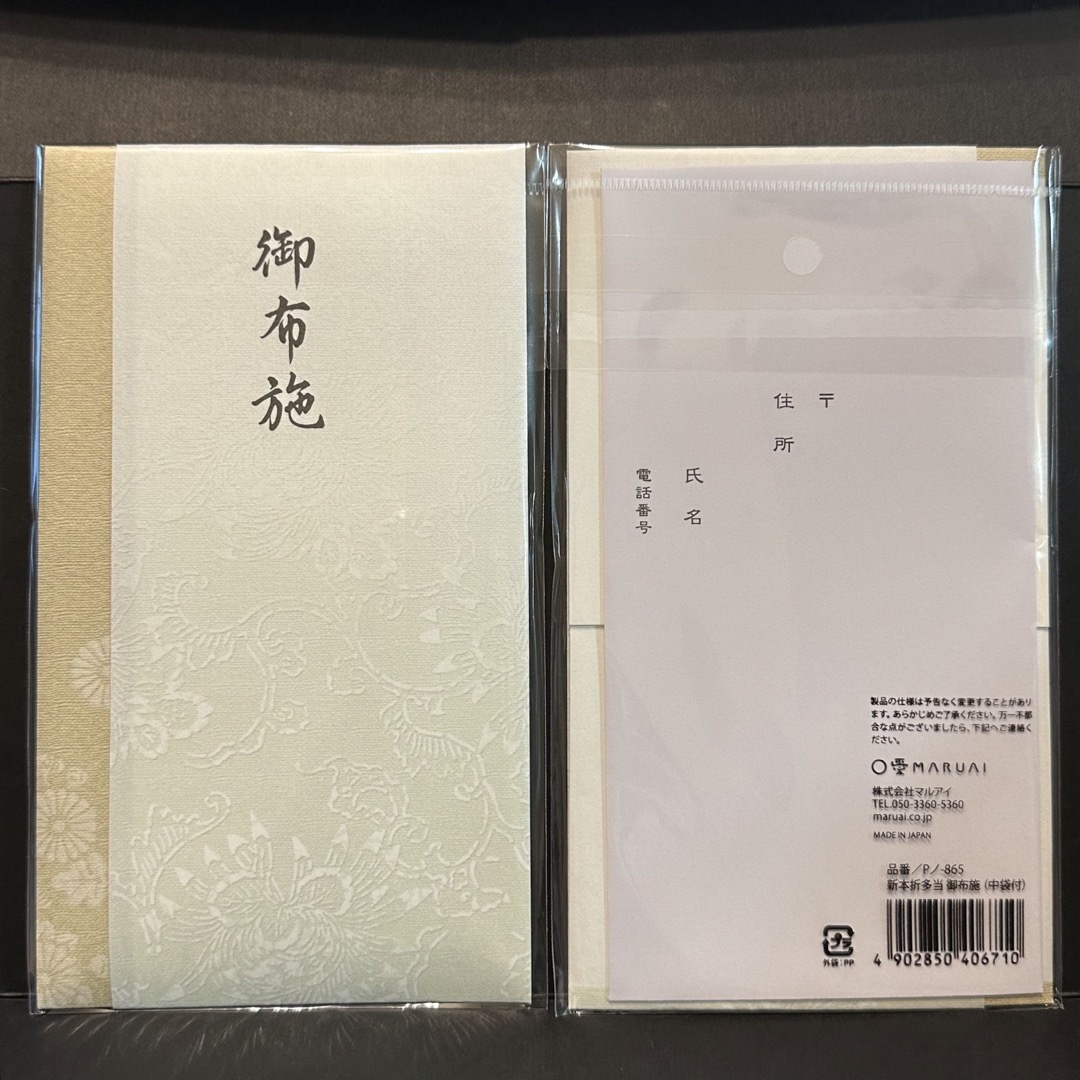 御布施
〒
住所
氏名
電話番号
製品の仕様は予告なく変更することがあり
ます。あらかじめご了承ください。万一不都
合な点がございましたら、下記へご連絡く
ださい。
MARUAI
株式会社マルアイ
TEL.050-3360-5360
maruai.co.jp
MADE IN JAPAN
品番／Pノ-865
新本折多当 御布施（中袋付）
プラ
外袋:PP
4 902850 406710